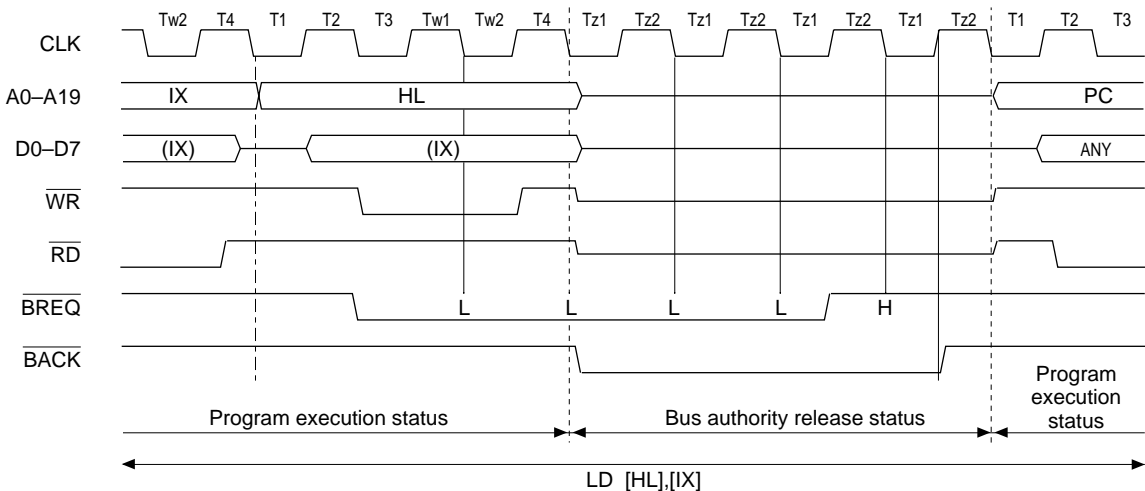 Tw2 T4 T1 T2 T3 Tw1 Tw2 T4 Tz1 Tz2 Tz1 Tz2 Tz1 Tz2 Tz1 Tz2 T1 T2 T3
CLK
A0–A19 IX HL PC
D0–D7 (IX) (IX) ANY
WR
RD
BREQ L L L L H
BACK
Program execution status
Bus authority release status
Program
execution
status
LD [HL],[IX]